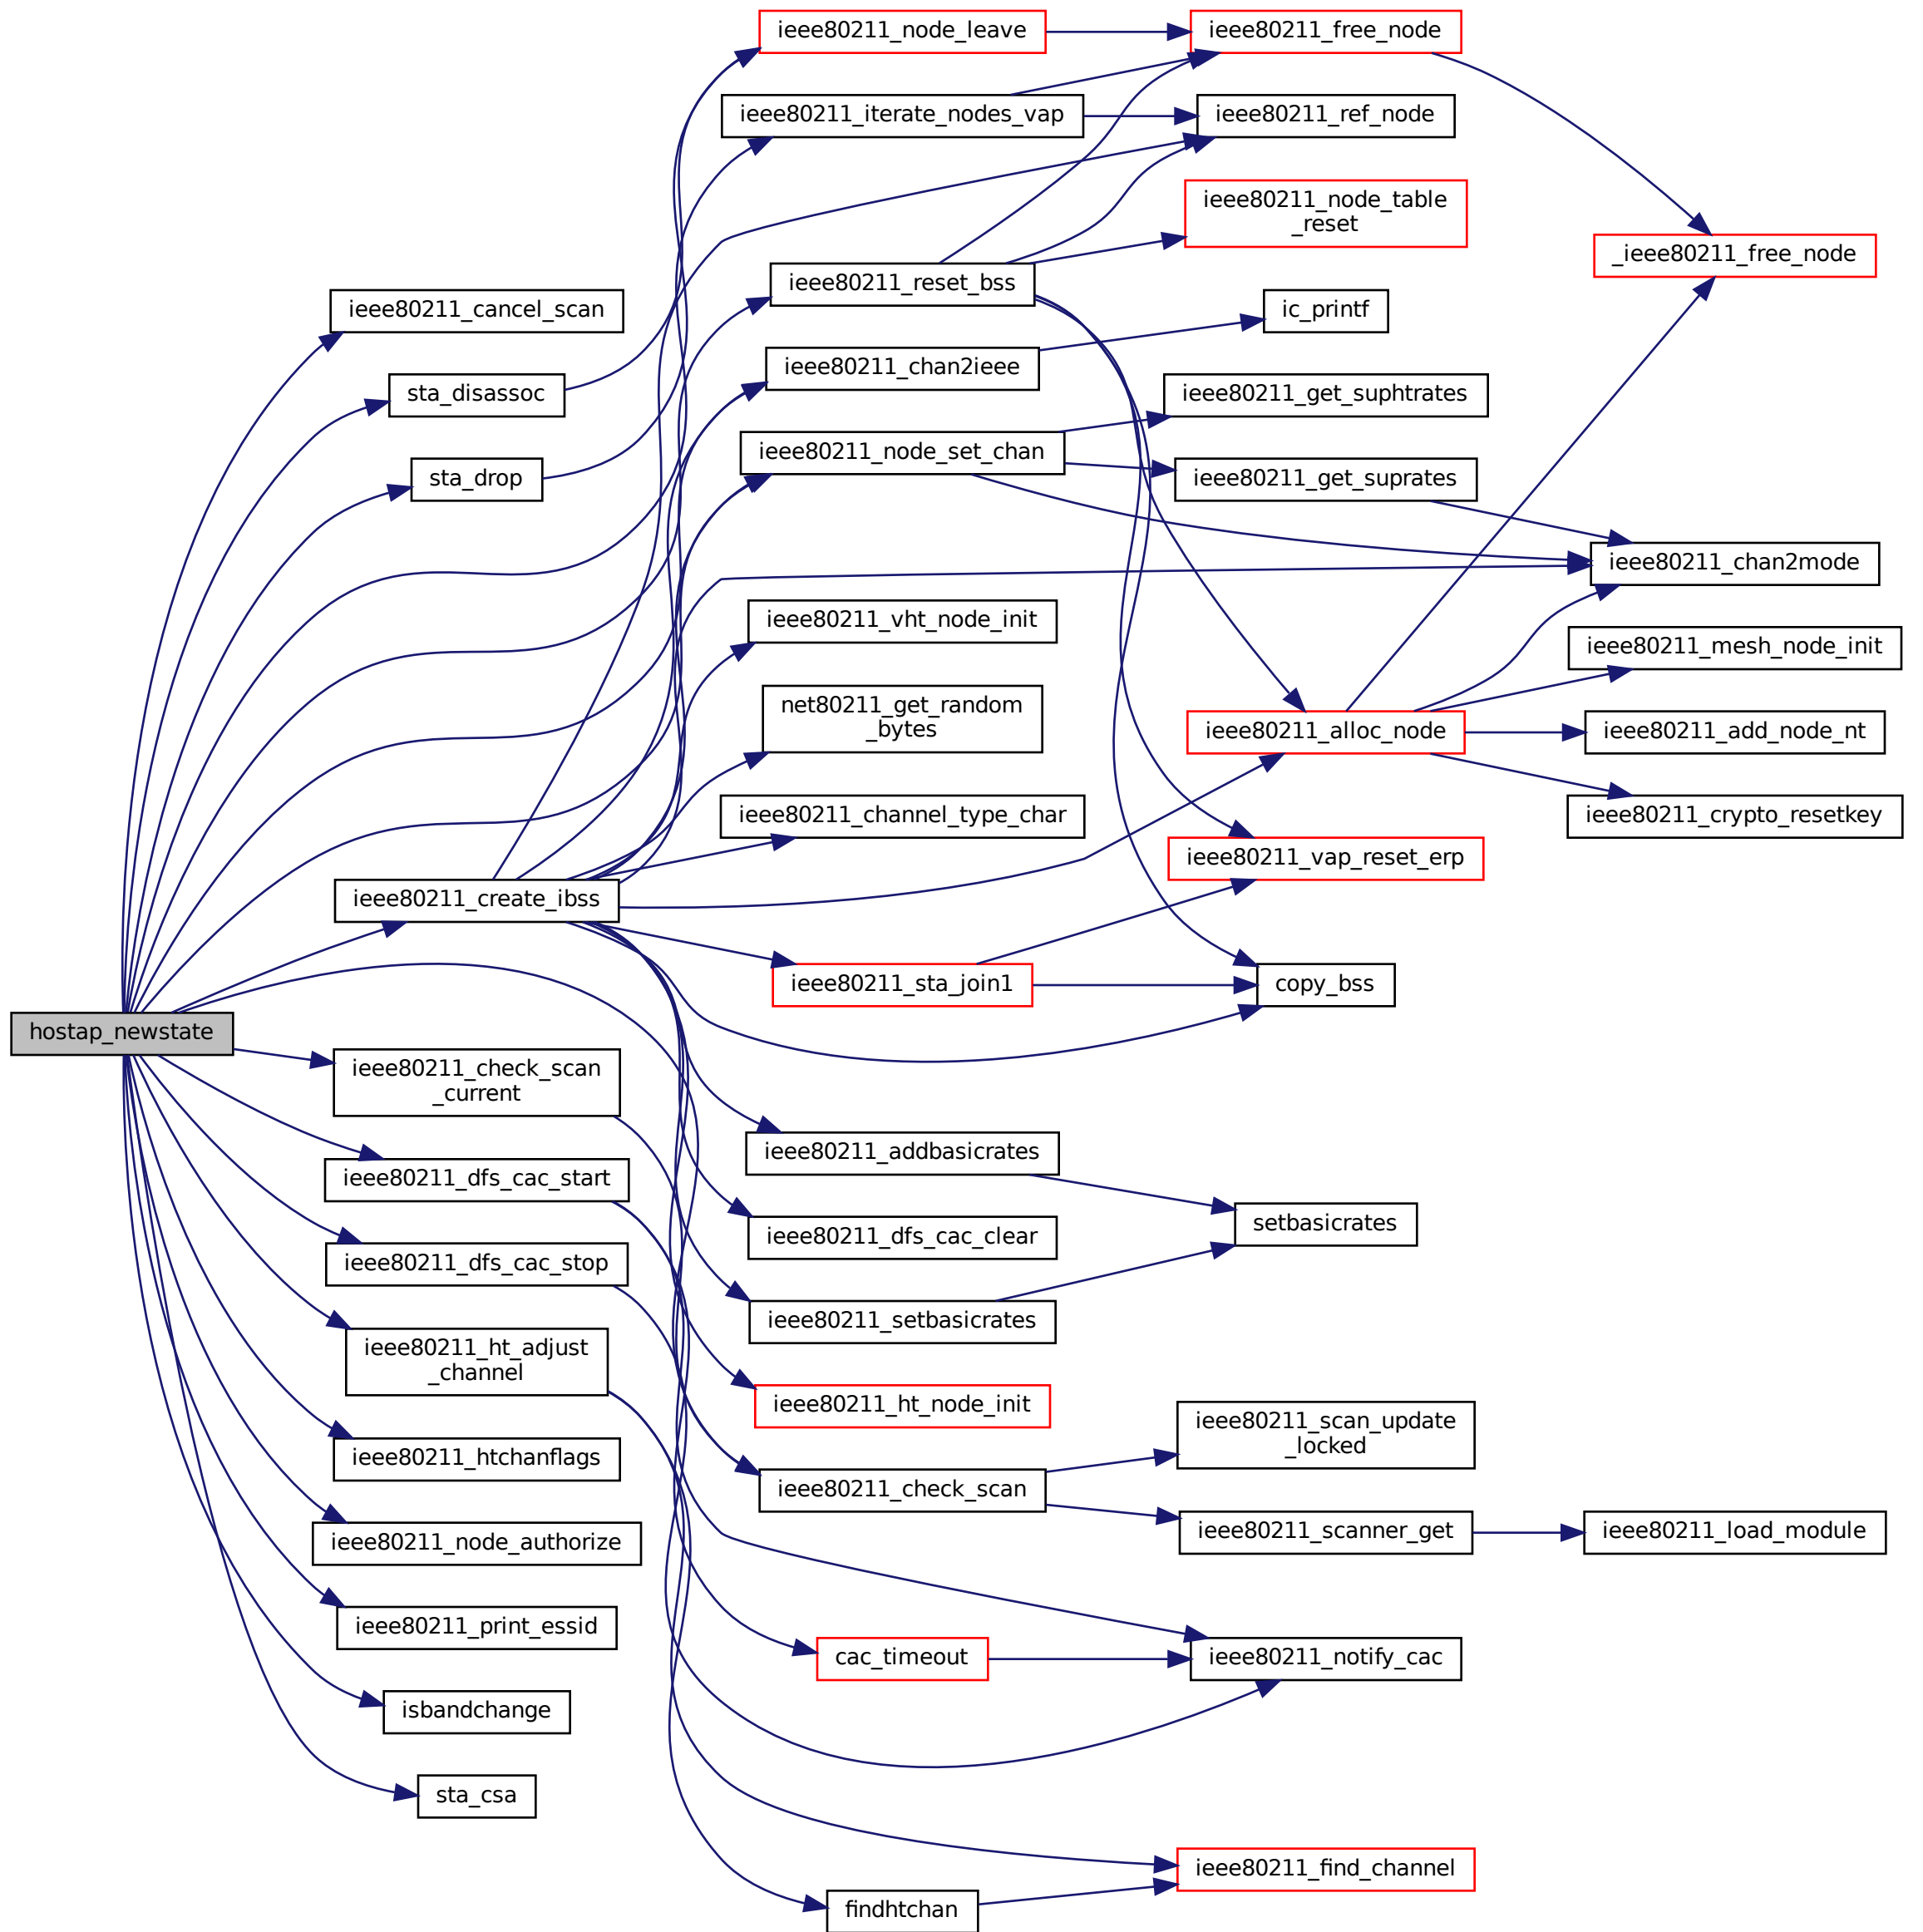 hostap_newstate
ieee80211_cancel_scan
sta_disassoc
sta_drop
ieee80211_create_ibss
ieee80211_check_scan
_current
ieee80211_dfs_cac_start
ieee80211_dfs_cac_stop
ieee80211_ht_adjust
_channel
ieee80211_htchanflags
ieee80211_node_authorize
ieee80211_print_essid
isbandchange
sta_csa
ieee80211_node_leave
ieee80211_iterate_nodes_vap
ieee80211_reset_bss
ieee80211_chan2ieee
ieee80211_node_set_chan
ieee80211_vht_node_init
net80211_get_random
_bytes
ieee80211_channel_type_char
ieee80211_sta_join1
ieee80211_addbasicrates
ieee80211_dfs_cac_clear
ieee80211_setbasicrates
ieee80211_ht_node_init
ieee80211_check_scan
cac_timeout
findhtchan
ieee80211_free_node
ieee80211_ref_node
ieee80211_node_table
_reset
ic_printf
ieee80211_get_suphtrates
ieee80211_get_suprates
ieee80211_alloc_node
ieee80211_vap_reset_erp
copy_bss
setbasicrates
ieee80211_scan_update
_locked
ieee80211_scanner_get
ieee80211_notify_cac
ieee80211_find_channel
_ieee80211_free_node
ieee80211_chan2mode
ieee80211_mesh_node_init
ieee80211_add_node_nt
ieee80211_crypto_resetkey
ieee80211_load_module